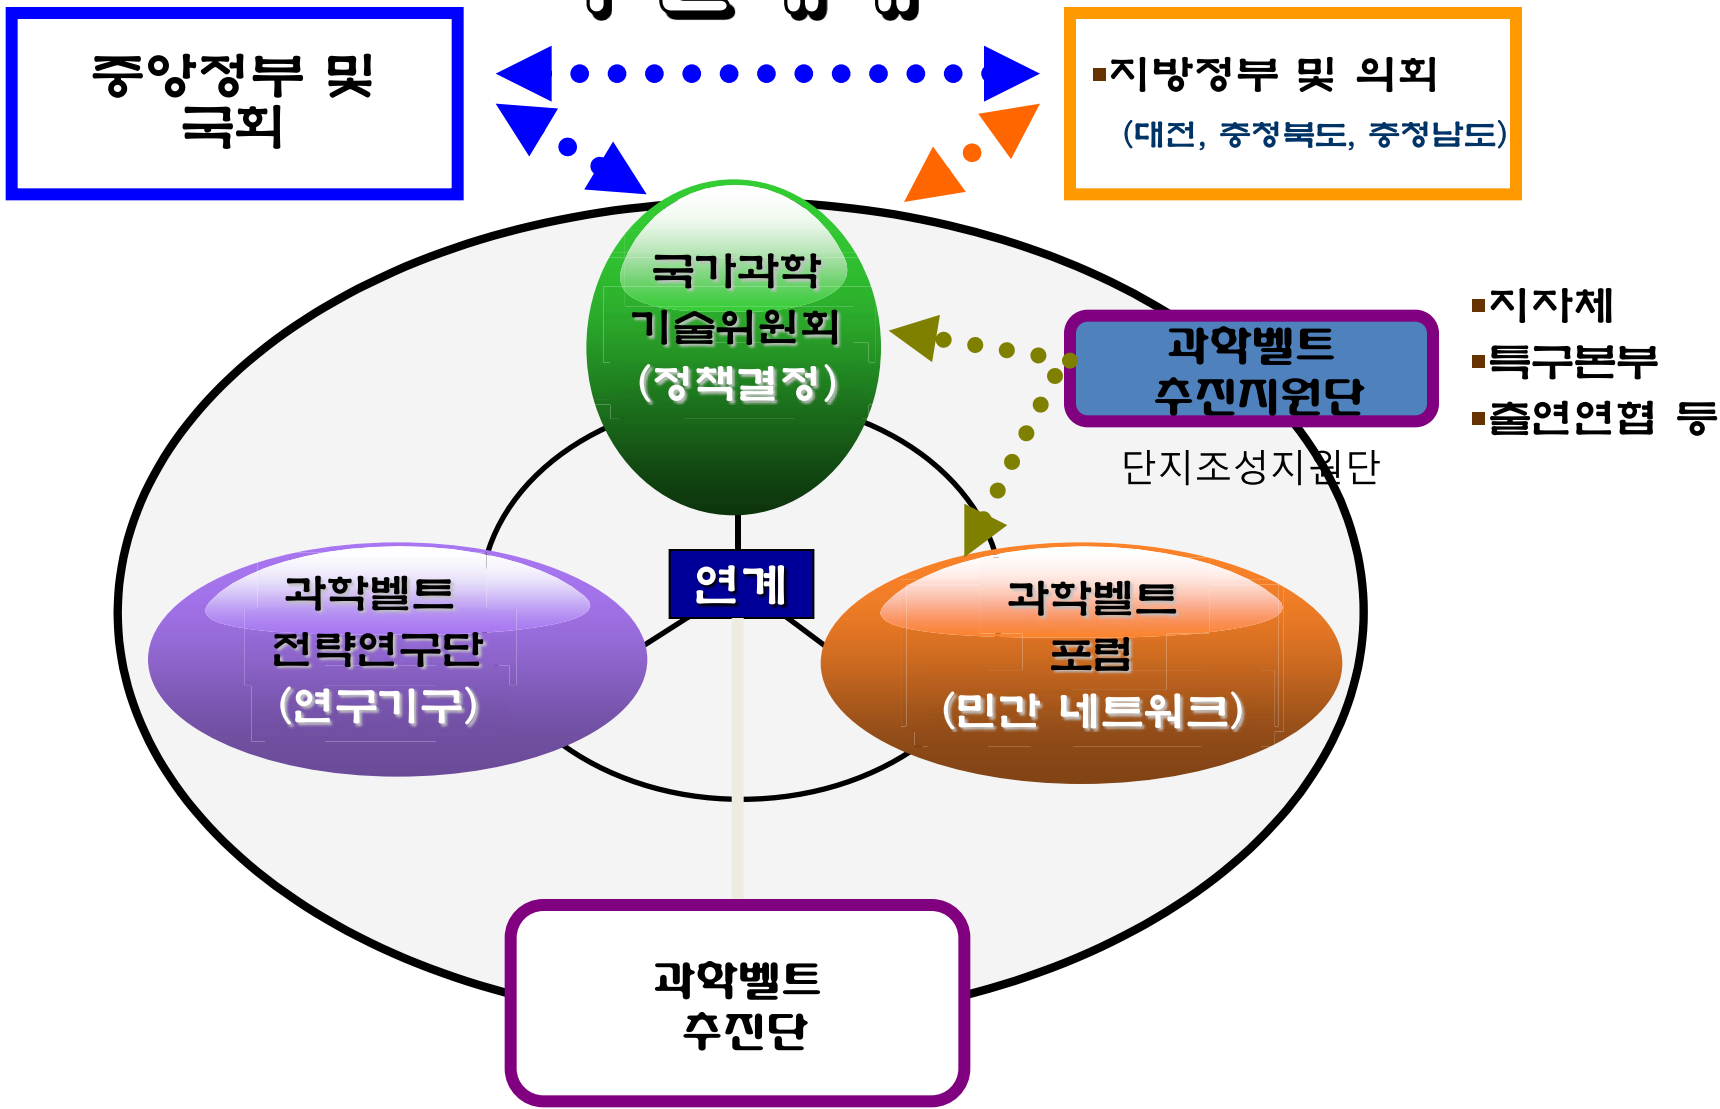 중앙정부 및
국회
▪지방정부 및 의회
(대전, 충청북도, 충청남도)
국가과학
기술위원회
(정책결정)
과학벨트
추진지원단
▪지자체
▪특구본부
▪출연연협 등
단지조성지원단
연계
과학벨트
전략연구단
(연구기구)
과학벨트
포럼
(민간 네트워크)
과학벨트
추진단